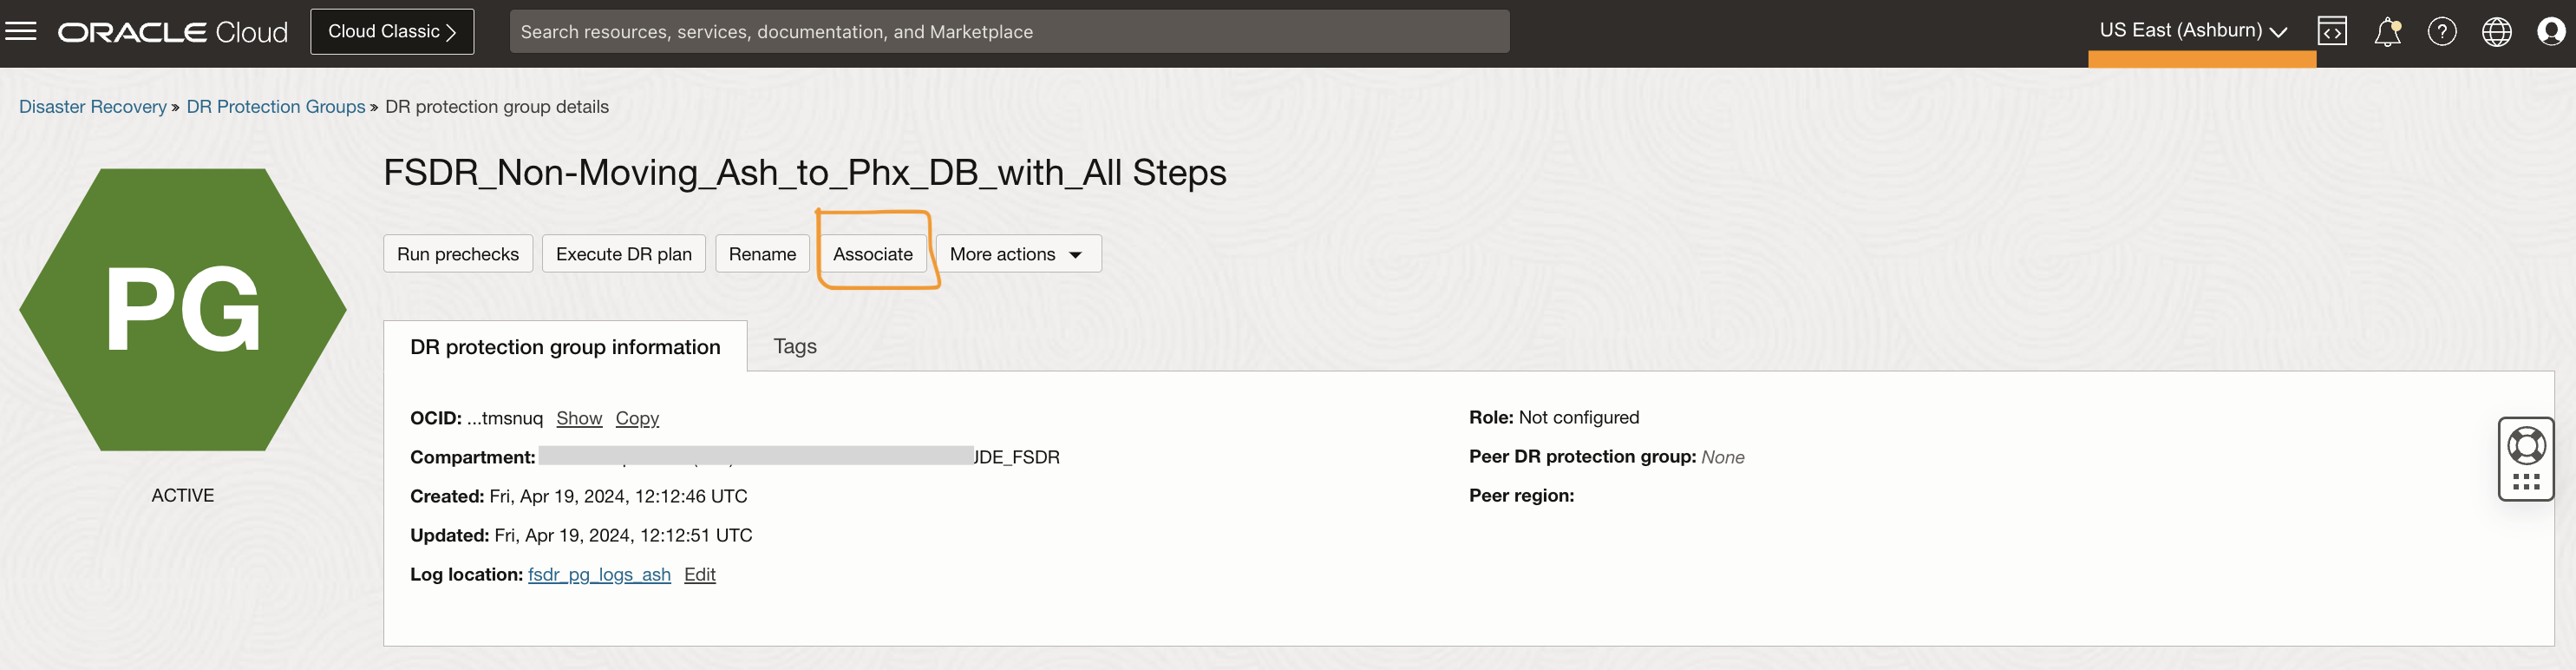 ORACLE Cloud Cloud Classic Search resources, services, documentation, and Marketplace US East (Ashburn)
Disaster Recovery » DR Protection Groups » DR protection group details
FSDR_Non-Moving_Ash_to_Phx_DB_with_All Steps
Run prechecks Execute DR plan Rename Associate More actions
PG
ACTIVE
DR protection group information Tags
OCID: ...tmsnuq Show Copy
Compartment: JDE_FSDR
Created: Fri, Apr 19, 2024, 12:12:46 UTC
Updated: Fri, Apr 19, 2024, 12:12:51 UTC
Log location: fsdr_pg_logs_ash Edit
Role: Not configured
Peer DR protection group: None
Peer region: